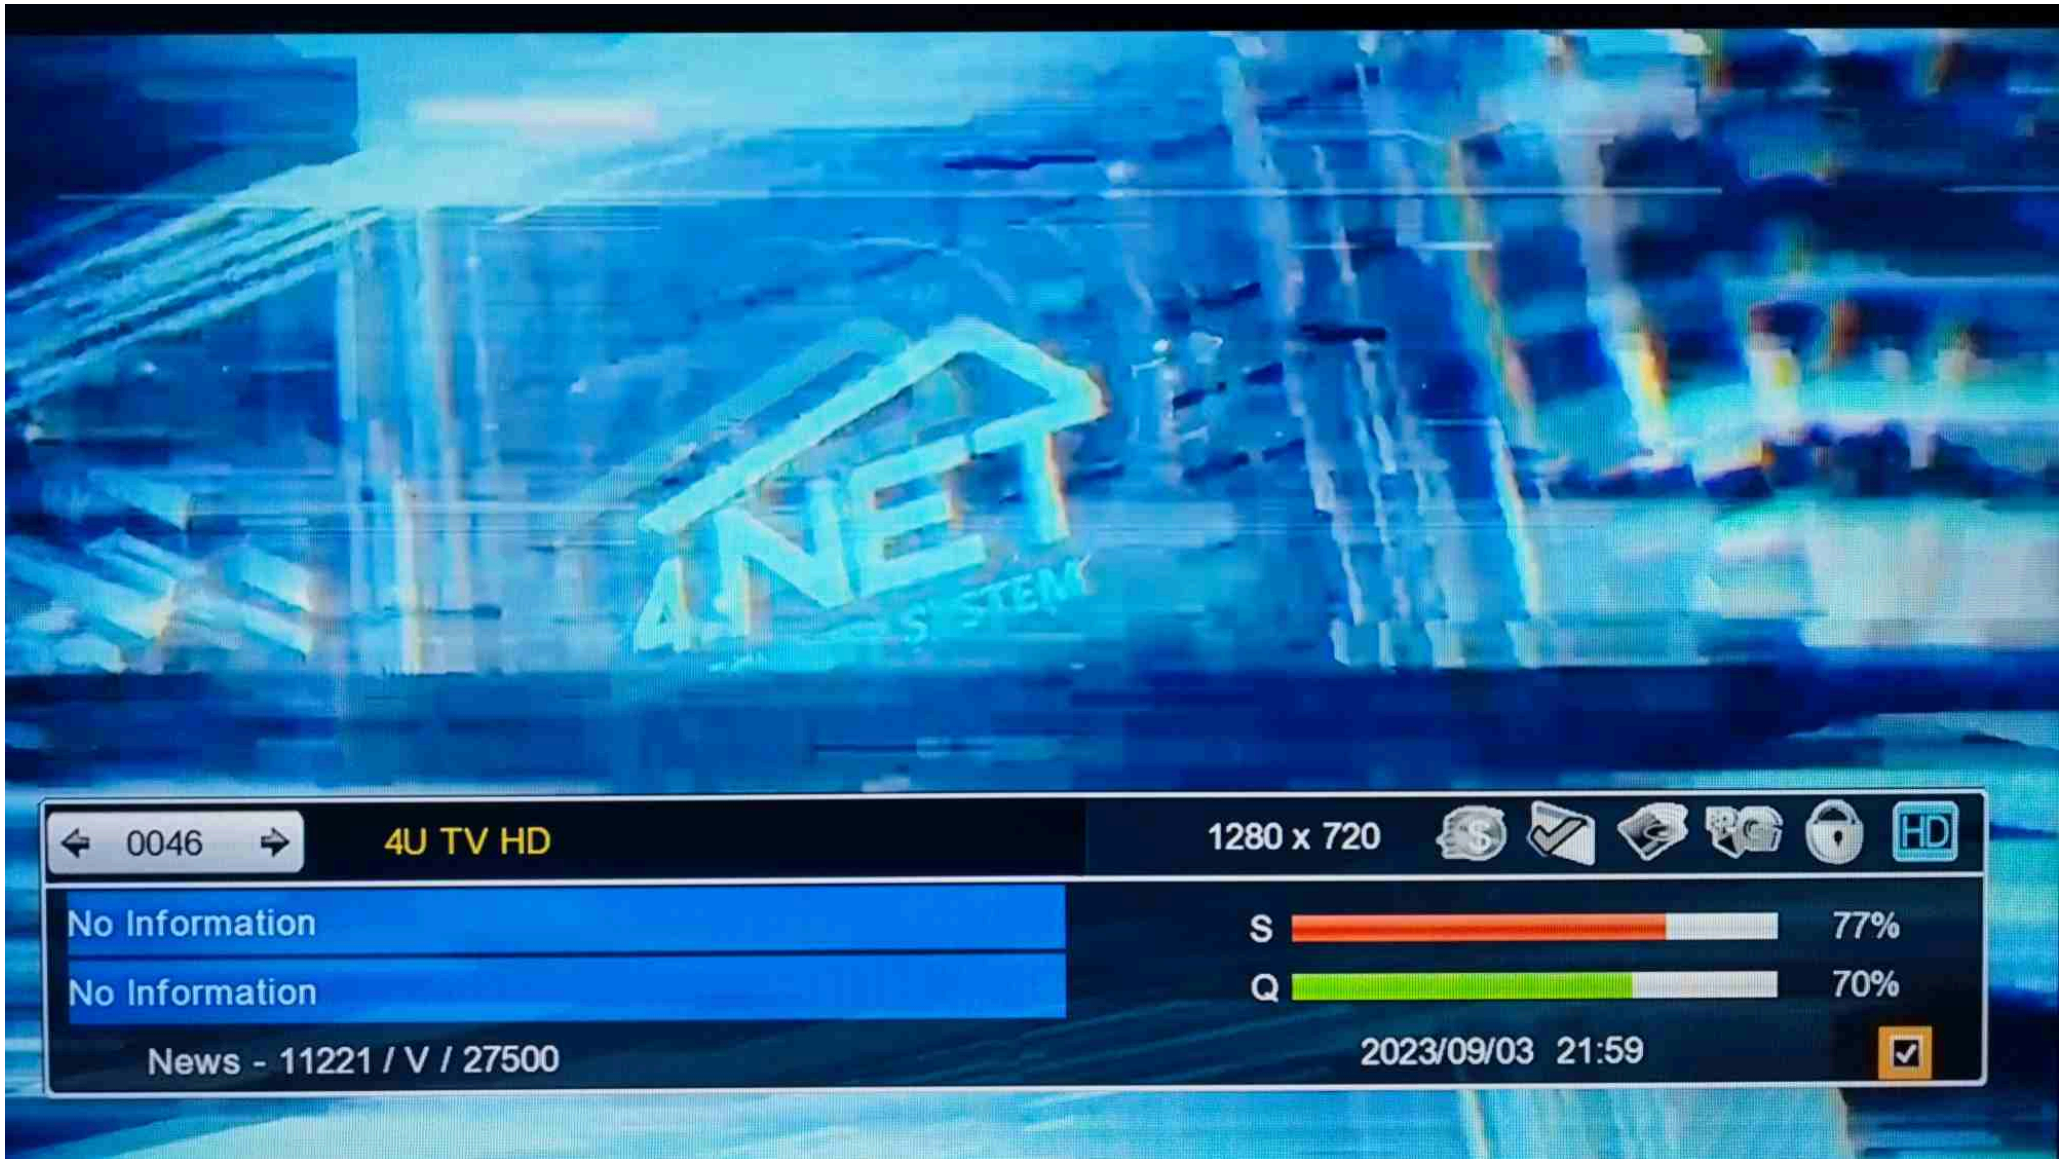 A.NET
SYSTEM
0046
4U TV HD
1280 x 720
HD
No Information
No Information
S
77%
Q
70%
News - 11221 / V / 27500
2023/09/03 21:59